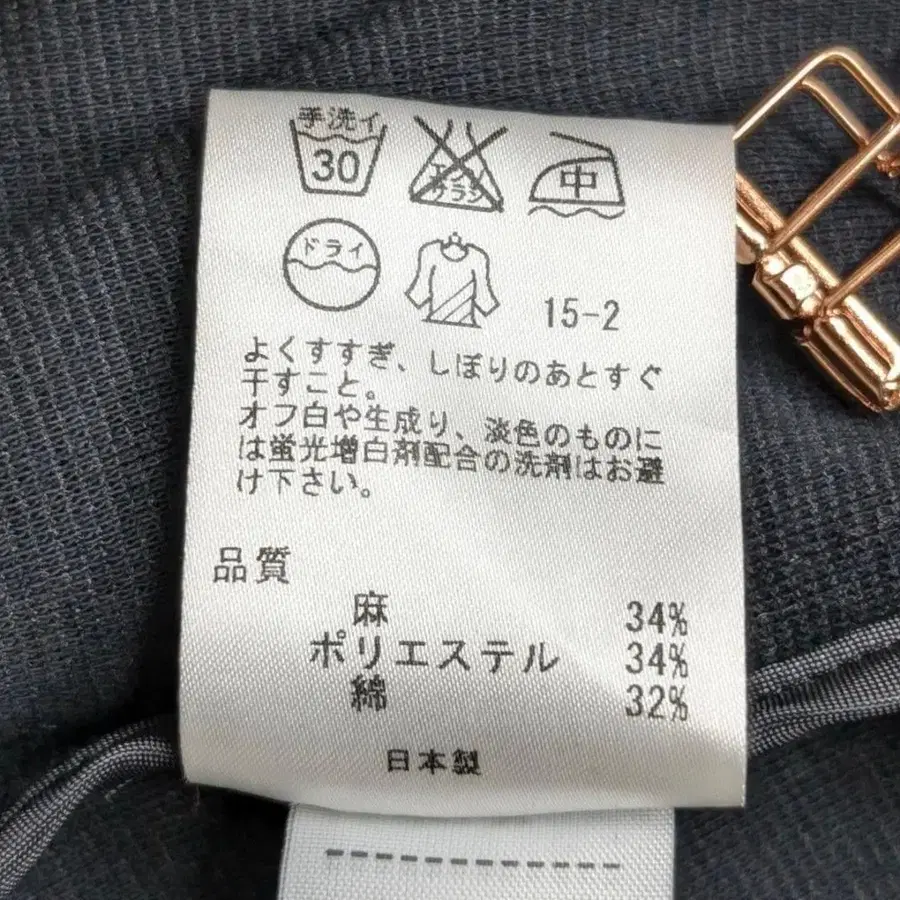 手洗イ
30
エンソ
サラシ
中
ドライ
15-2
よくすすぎ、しぼりのあとすぐ
干すこと。
オフ白や生成り、淡色のものに
は蛍光増白剤配合の洗剤はお避
け下さい。
品質
麻 34%
ポリエステル 34%
綿 32%
日本製